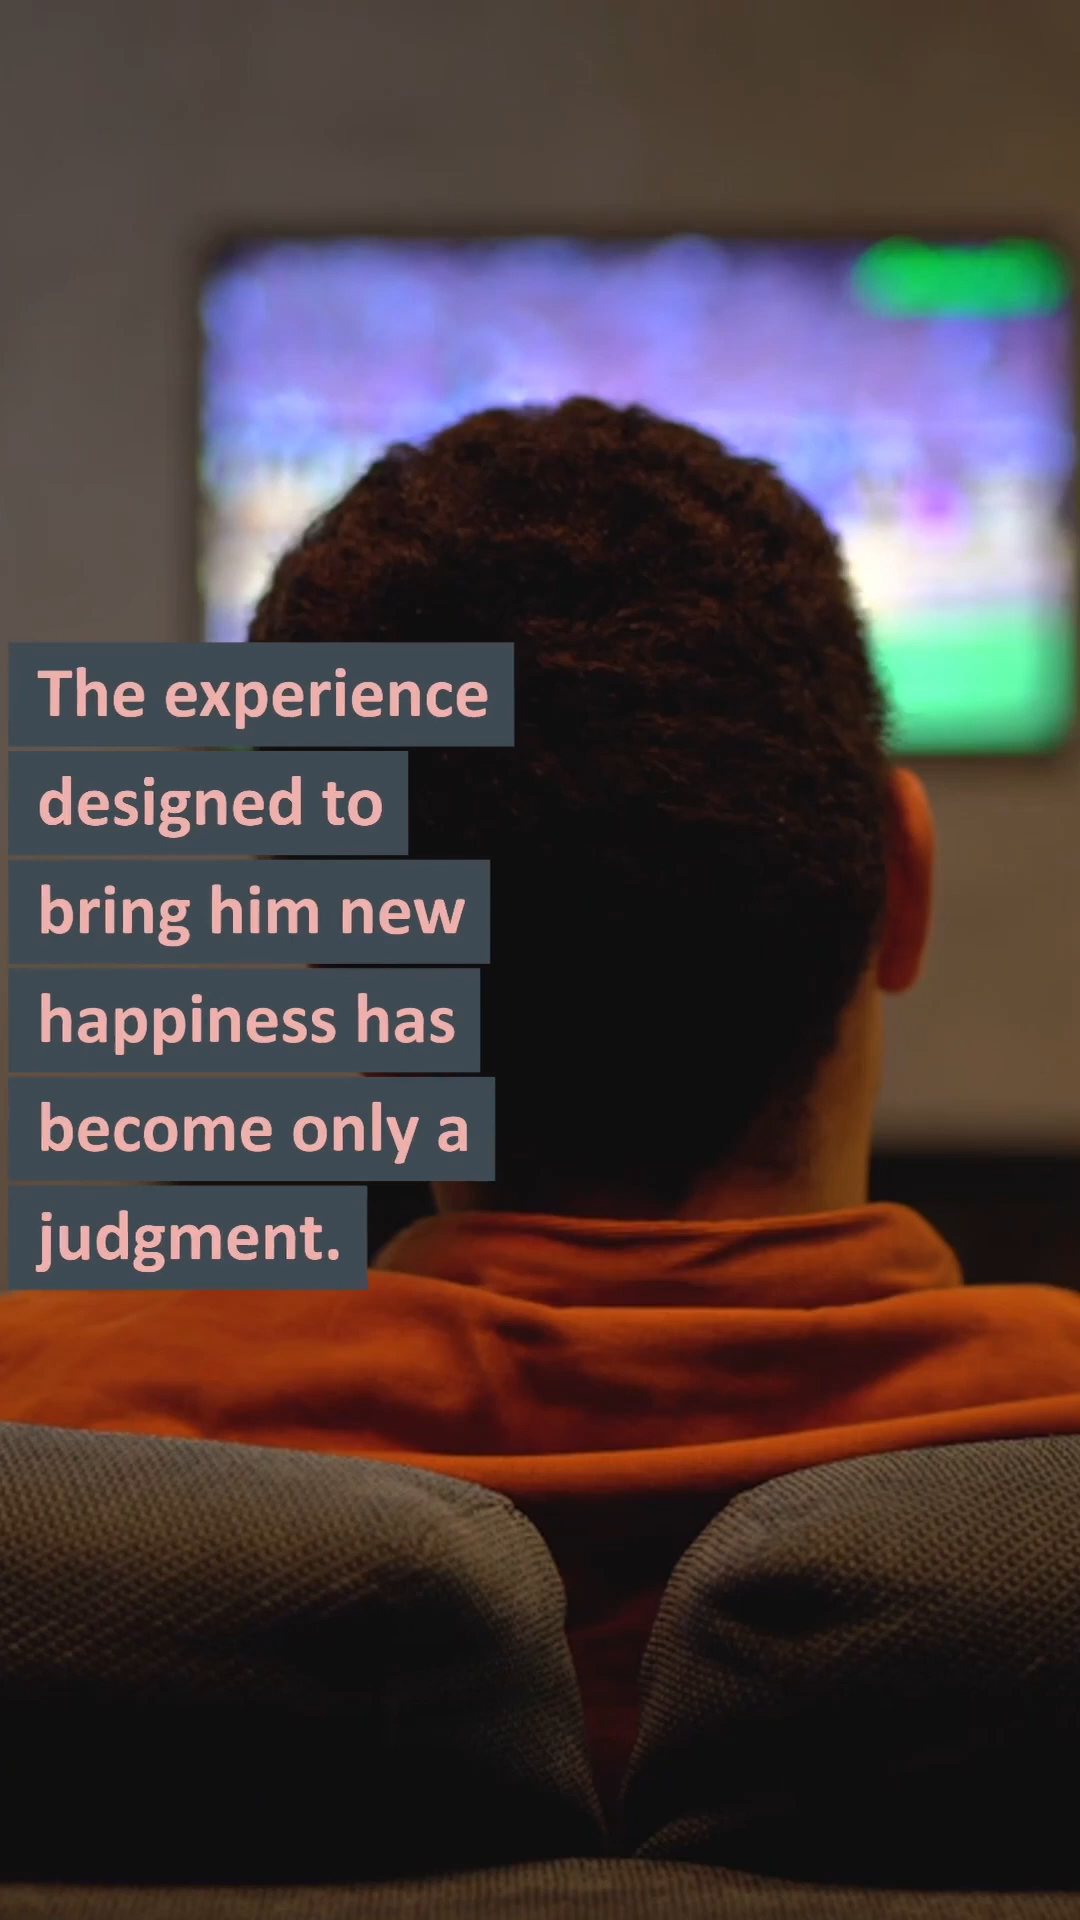 The experience
designed to
bring him new
happiness has
become only a
judgment.